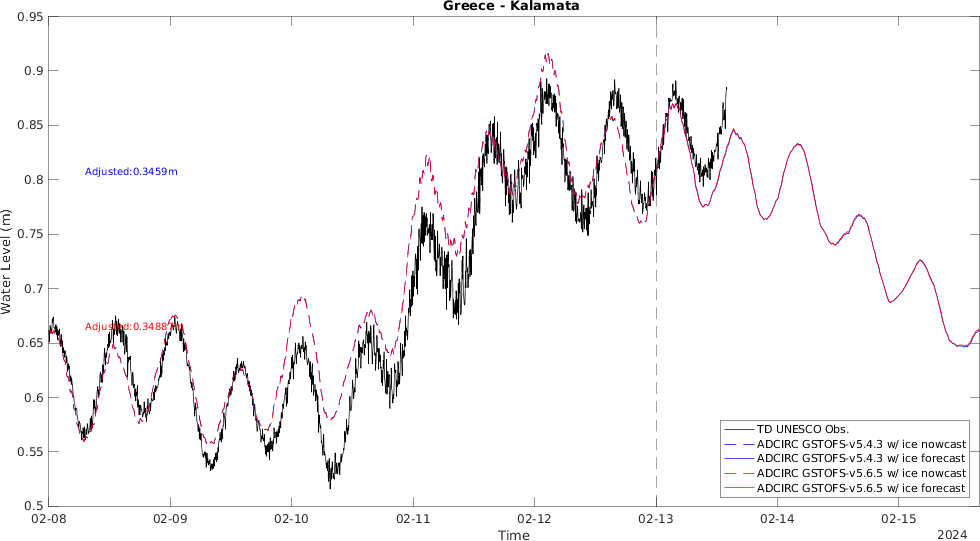 Greece - Kalamata
0.95
0.9
0.85
0.8
0.75
0.7
0.65
0.6
0.55
0.5
Water Level (m)
Adjusted:0.3459m
TD UNESCO Obs.
ADCIRC GSTOFS-v5.4.3 w/ ice nowcast
ADCIRC GSTOFS-v5.4.3 w/ ice forecast
ADCIRC GSTOFS-v5.6.5 w/ ice nowcast
ADCIRC GSTOFS-v5.6.5 w/ ice forecast
02-08 02-09 02-10 02-11 02-12 02-13 02-14 02-15
Time
2024